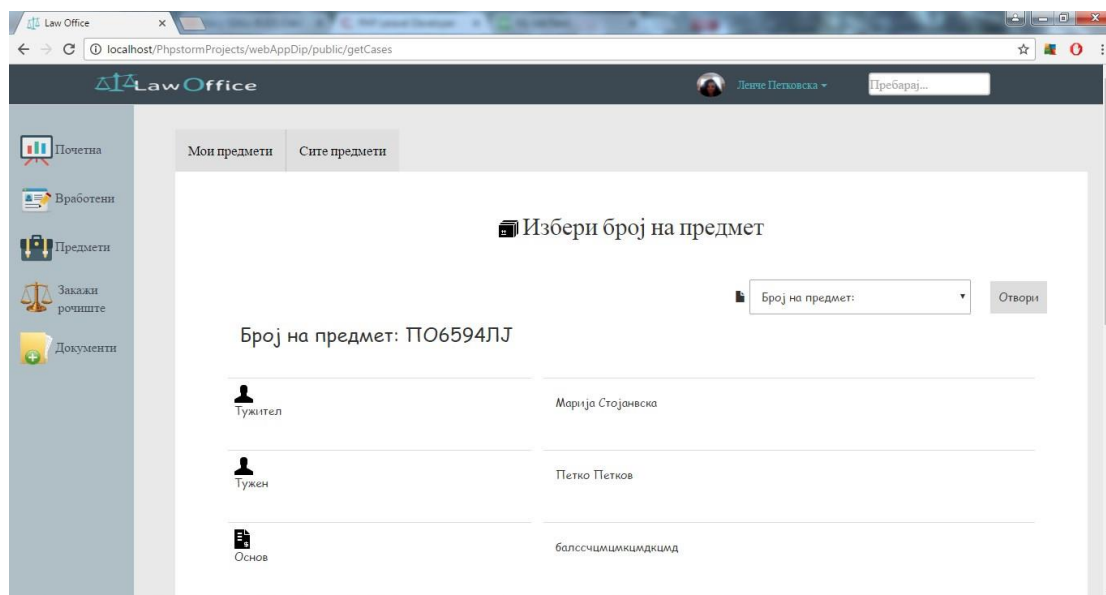 Law Office
localhost/PhpstormProjects/webAppDip/public/getCases
LawOffice
Ленче Петковска
Пребарај...
Почетна
Вработени
Предмети
Закажи
рочиште
Документи
Мои предмети Сите предмети
Избери број на предмет
Број на предмет:
Отвори
Број на предмет: ПО6594ЛЈ
Тужител
Марија Стојанвска
Тужен
Петко Петков
Основ
балссчцмцмкцмдкцмд